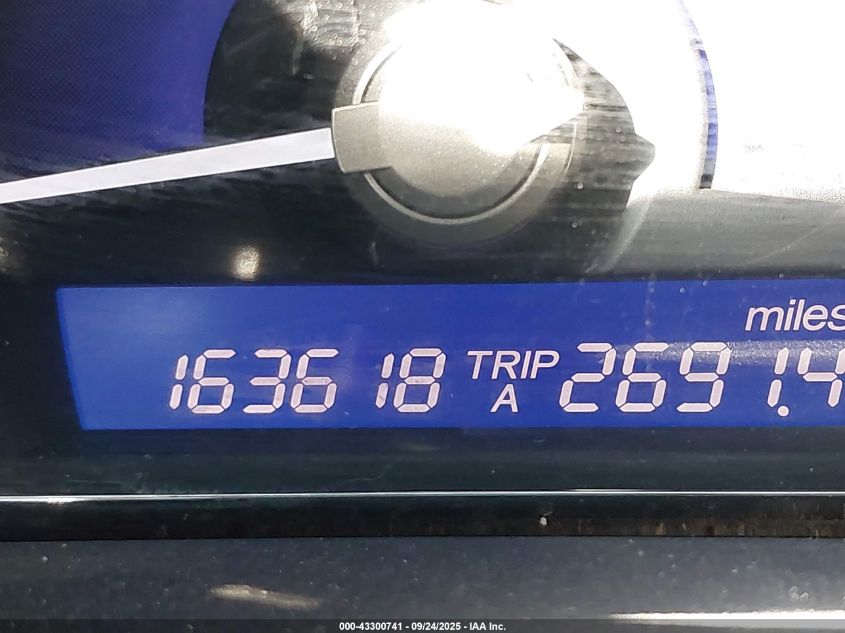 miles
163618 TRIP A 2691.4
000-43300741 - 09/24/2025 - IAA Inc.